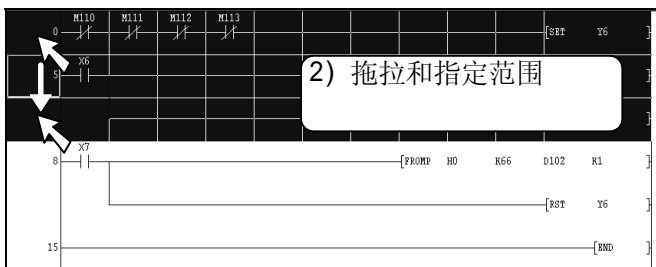 M110 M111 M112 M113
0 [SET Y6 ]
X6
5 ]
2) 拖拉和指定范围
]
X7
8 [FROMP H0 K66 D102 K1 ]
[RST Y6 ]
15 [END ]